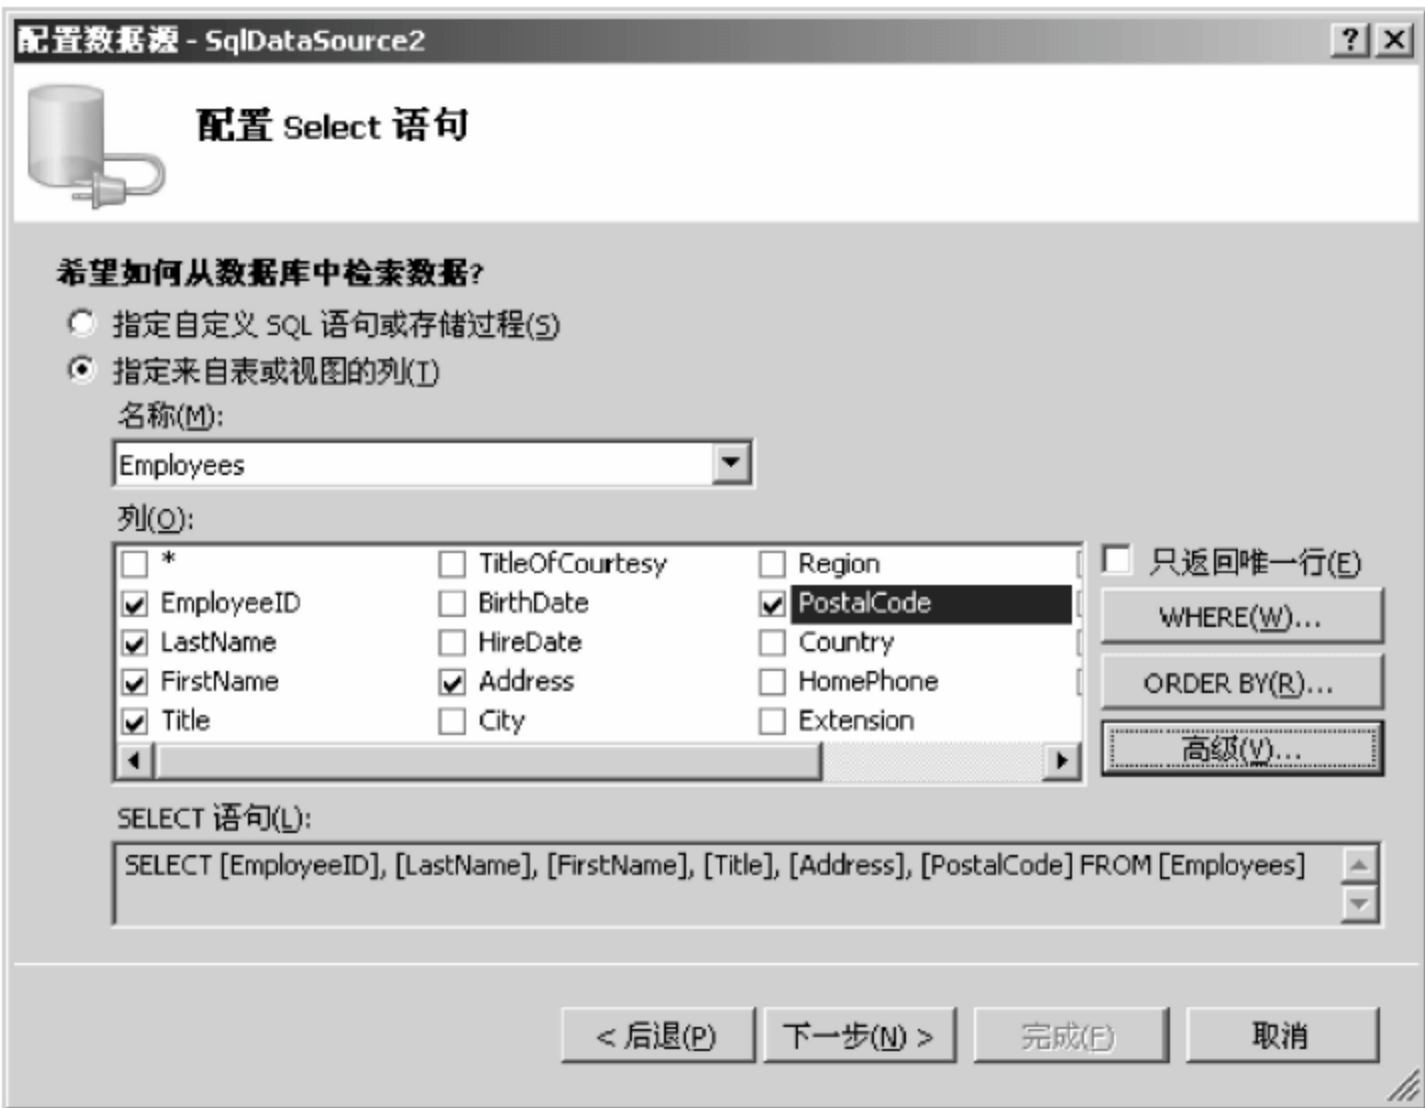 配置数据源 - SqlDataSource2
配置 Select 语句
希望如何从数据库中检索数据?
指定自定义 SQL 语句或存储过程(S)
指定来自表或视图的列(T)
名称(M):
Employees
列(O):
* TitleOfCourtesy Region 只返回唯一行(E)
EmployeeID BirthDate PostalCode WHERE(W)...
LastName HireDate Country
FirstName Address HomePhone ORDER BY(R)...
Title City Extension 高级(V)...
SELECT 语句(L):
SELECT [EmployeeID], [LastName], [FirstName], [Title], [Address], [PostalCode] FROM [Employees]
< 后退(P) 下一步(N) > 完成(F) 取消